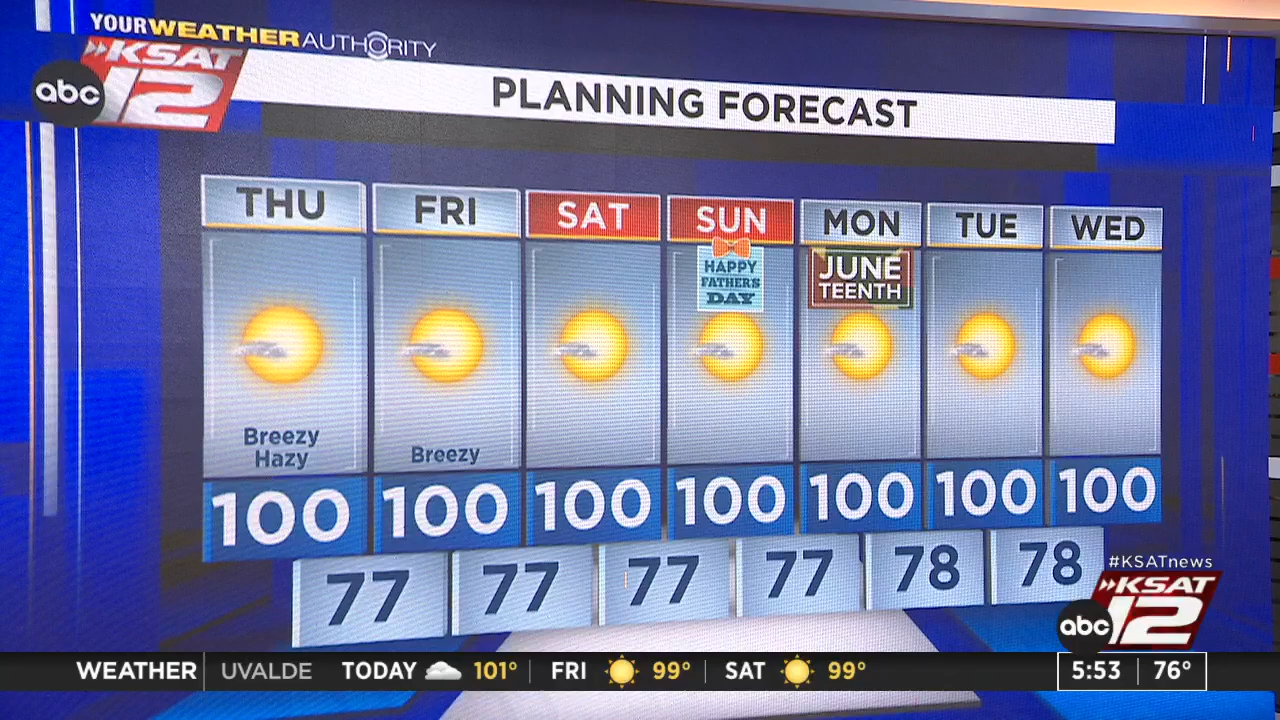 YOUR WEATHER AUTHORITY
KSAT
abc 12
PLANNING FORECAST
THU FRI SAT SUN MON TUE WED
HAPPY
FATHER'S
DAY
JUNE
TEENTH
Breezy
Hazy
Breezy
100 100 100 100 100 100 100
77 77 77 77 78 78
#KSATnews
KSAT
abc 12
WEATHER UVALDE TODAY 101° FRI 99° SAT 99° 5:53 76°